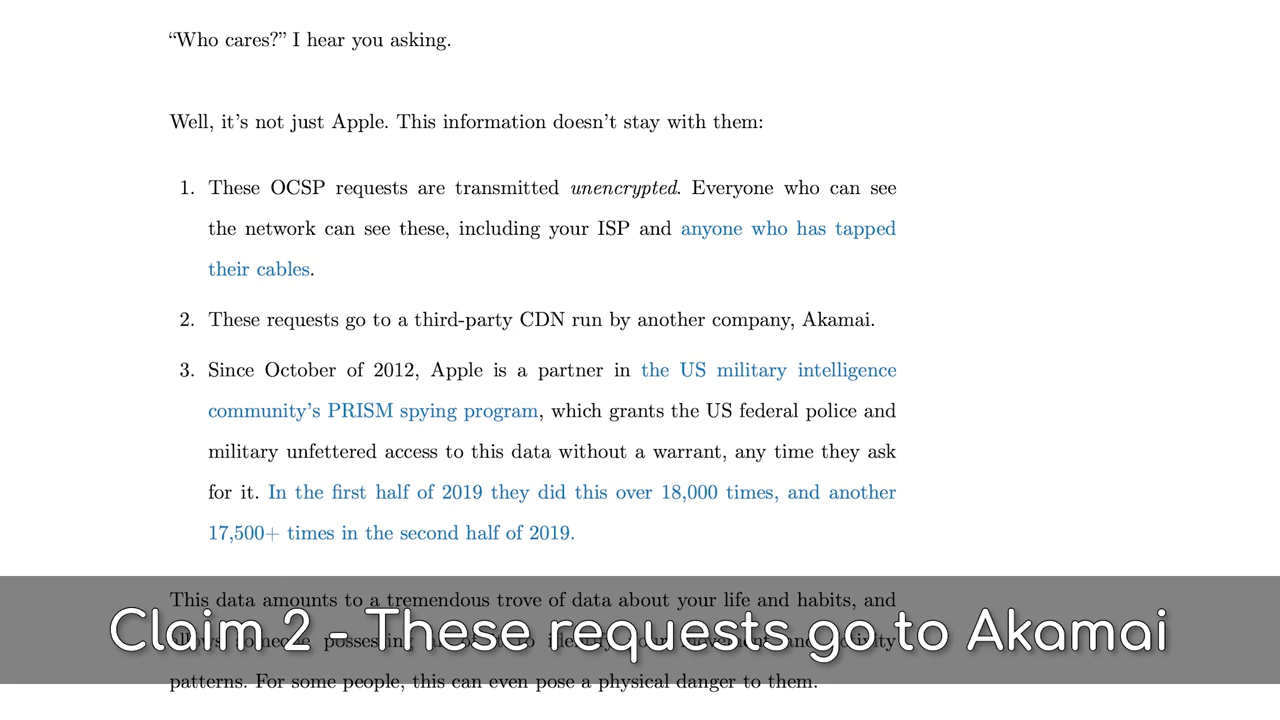 “Who cares?” I hear you asking.
Well, it’s not just Apple. This information doesn’t stay with them:
1. These OCSP requests are transmitted unencrypted. Everyone who can see
the network can see these, including your ISP and anyone who has tapped
their cables.
2. These requests go to a third-party CDN run by another company, Akamai.
3. Since October of 2012, Apple is a partner in the US military intelligence
community’s PRISM spying program, which grants the US federal police and
military unfettered access to this data without a warrant, any time they ask
for it. In the first half of 2019 they did this over 18,000 times, and another
17,500+ times in the second half of 2019.
This data amounts to a tremendous trove of data about your life and habits, and
Claim 2 - These requests go to Akamai
patterns. For some people, this can even pose a physical danger to them.